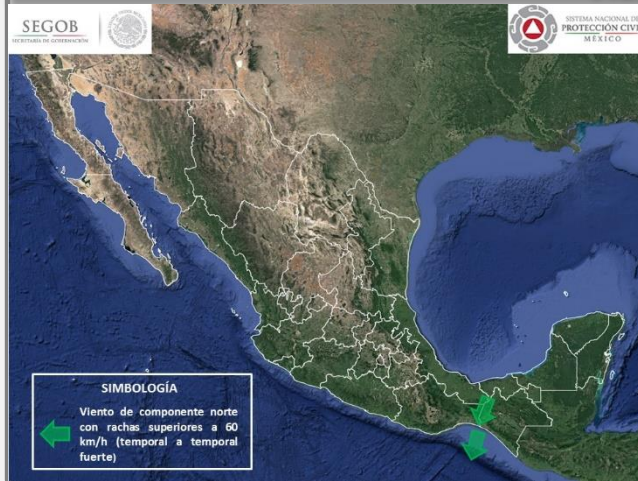 SEGOB
SECRETARÍA DE GOBERNACIÓN
SISTEMA NACIONAL DE
PROTECCIÓN CIVIL
MÉXICO
SIMBOLOGÍA
Viento de componente norte
con rachas superiores a 60
km/h (temporal a temporal
fuerte)